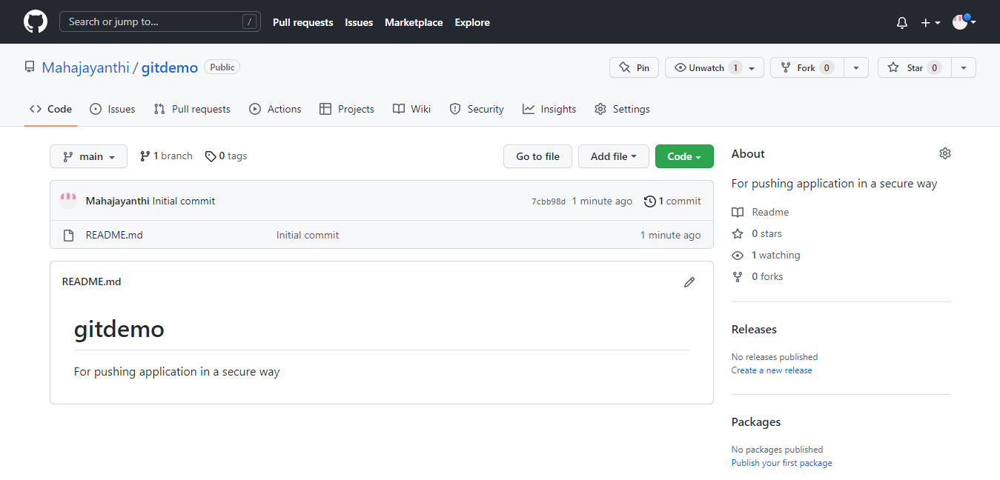 Search or jump to... / Pull requests Issues Marketplace Explore
Mahajayanthi / gitdemo Public Pin Unwatch 1 Fork 0 Star 0
Code Issues Pull requests Actions Projects Wiki Security Insights Settings
main 1 branch 0 tags Go to file Add file Code
Mahajayanthi Initial commit 7cbb98d 1 minute ago 1 commit
README.md Initial commit 1 minute ago
README.md
gitdemo
For pushing application in a secure way
About
For pushing application in a secure way
Readme
0 stars
1 watching
0 forks
Releases
No releases published
Create a new release
Packages
No packages published
Publish your first package